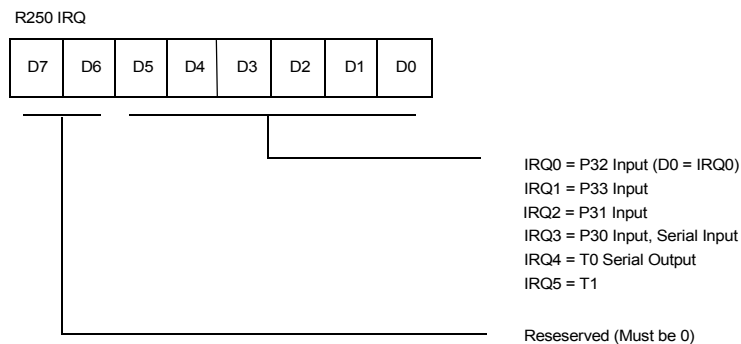 R250 IRQ
D7 D6 D5 D4 D3 D2 D1 D0
IRQ0 = P32 Input (D0 = IRQ0)
IRQ1 = P33 Input
IRQ2 = P31 Input
IRQ3 = P30 Input, Serial Input
IRQ4 = T0 Serial Output
IRQ5 = T1
Reseserved (Must be 0)